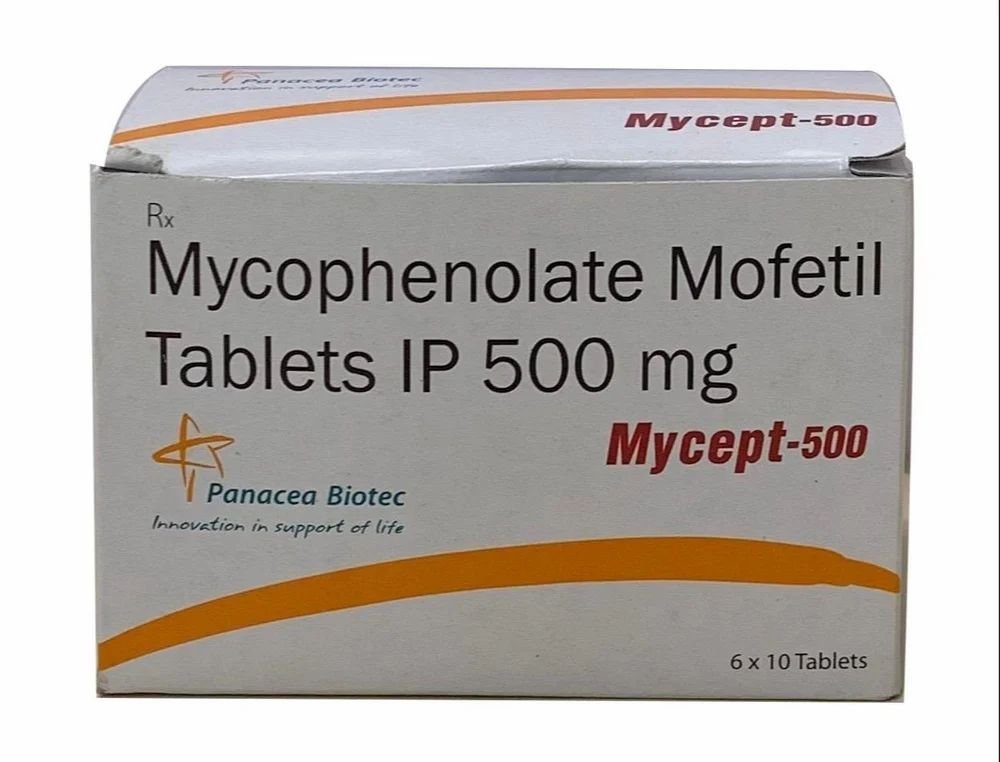 Panacea Biotec
Innovation in support of life
Mycept-500
Rx
Mycophenolate Mofetil
Tablets IP 500 mg
Mycept-500
Panacea Biotec
Innovation in support of life
6 x 10 Tablets